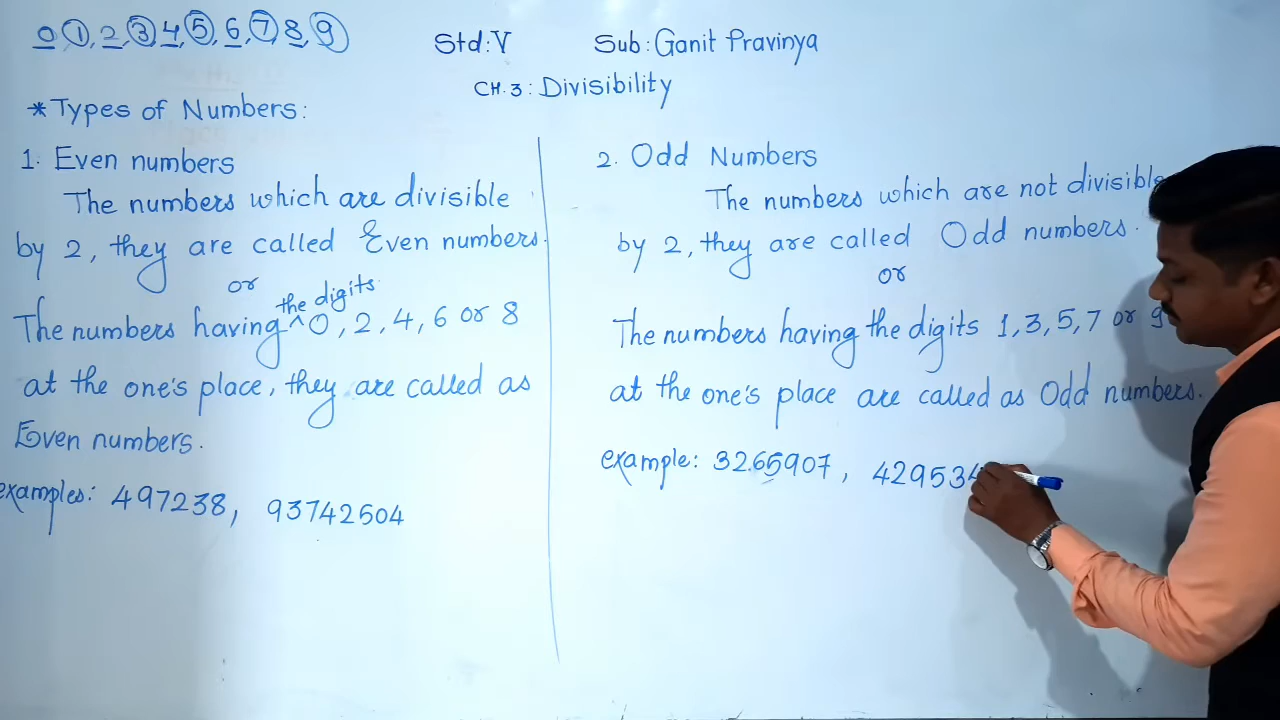 0 1, 2, 3, 4, 5, 6, 7, 8, 9
Std: V Sub: Ganit Pravinya
CH. 3: Divisibility
* Types of Numbers:
1. Even numbers
The numbers which are divisible
by 2, they are called Even numbers.
or
the digits
The numbers having ^ 0, 2, 4, 6 or 8
at the one's place, they are called as
Even numbers.
examples: 497238, 93742504
2. Odd Numbers
The numbers which are not divisible
by 2, they are called Odd numbers.
or
The numbers having the digits 1, 3, 5, 7 or 9
at the one's place are called as Odd numbers.
example: 3265907, 429534